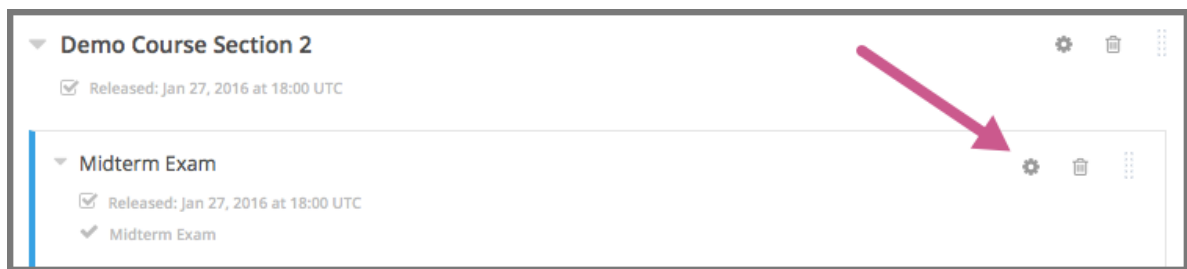 Demo Course Section 2
Released: Jan 27, 2016 at 18:00 UTC
Midterm Exam
Released: Jan 27, 2016 at 18:00 UTC
Midterm Exam